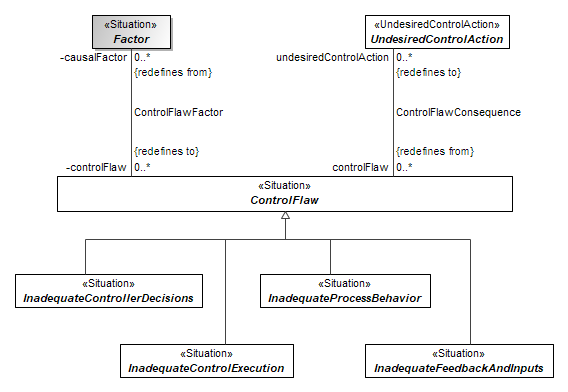 «Situation»
Factor
«UndesiredControlAction»
UndesiredControlAction
-causalFactor 0..*
{redefines from}
undesiredControlAction 0..*
{redefines to}
ControlFlawFactor
ControlFlawConsequence
{redefines to}
-controlFlaw 0..*
{redefines from}
controlFlaw 0..*
«Situation»
ControlFlaw
«Situation»
InadequateControllerDecisions
«Situation»
InadequateProcessBehavior
«Situation»
InadequateControlExecution
«Situation»
InadequateFeedbackAndInputs